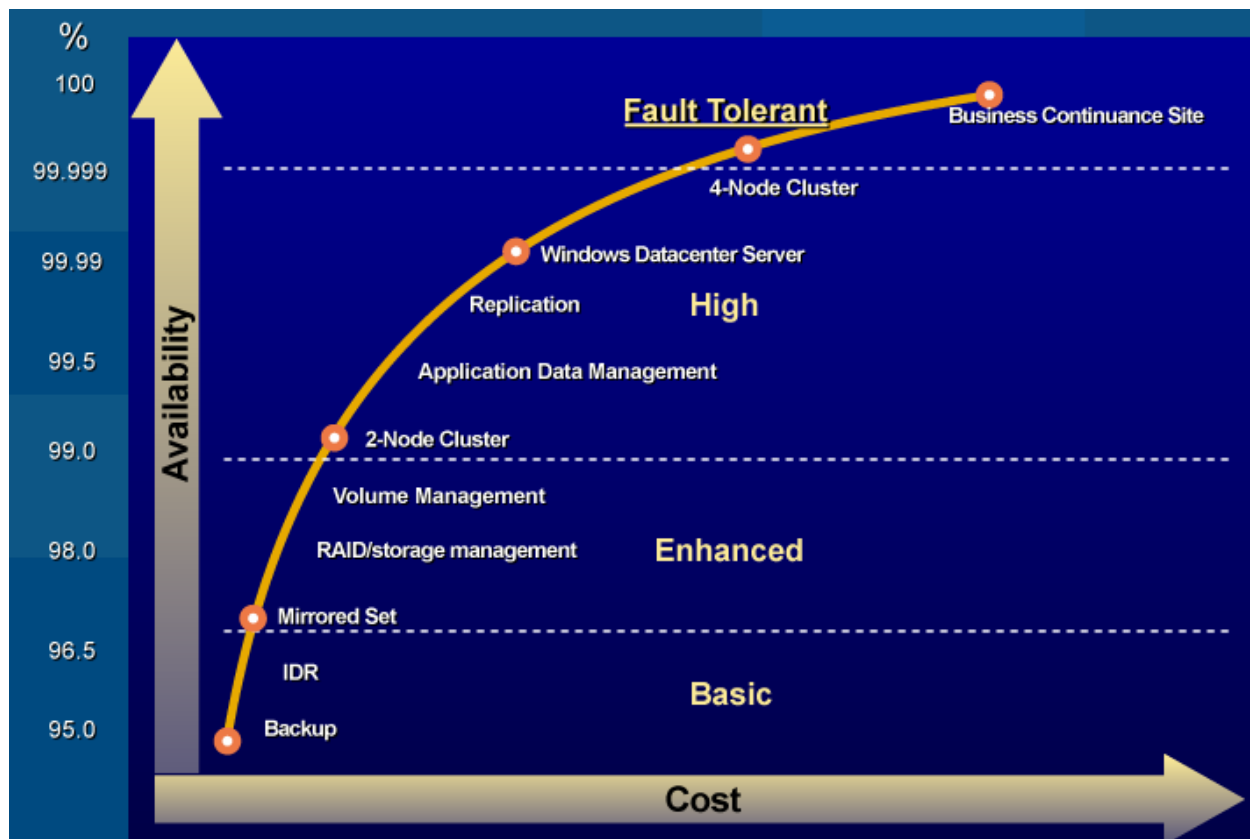 %
100
Fault Tolerant
Business Continuance Site
99.999
4-Node Cluster
99.99
Windows Datacenter Server
Replication
High
99.5
Application Data Management
Availability
99.0
2-Node Cluster
Volume Management
98.0
RAID/storage management
Enhanced
Mirrored Set
96.5
IDR
Basic
95.0
Backup
Cost